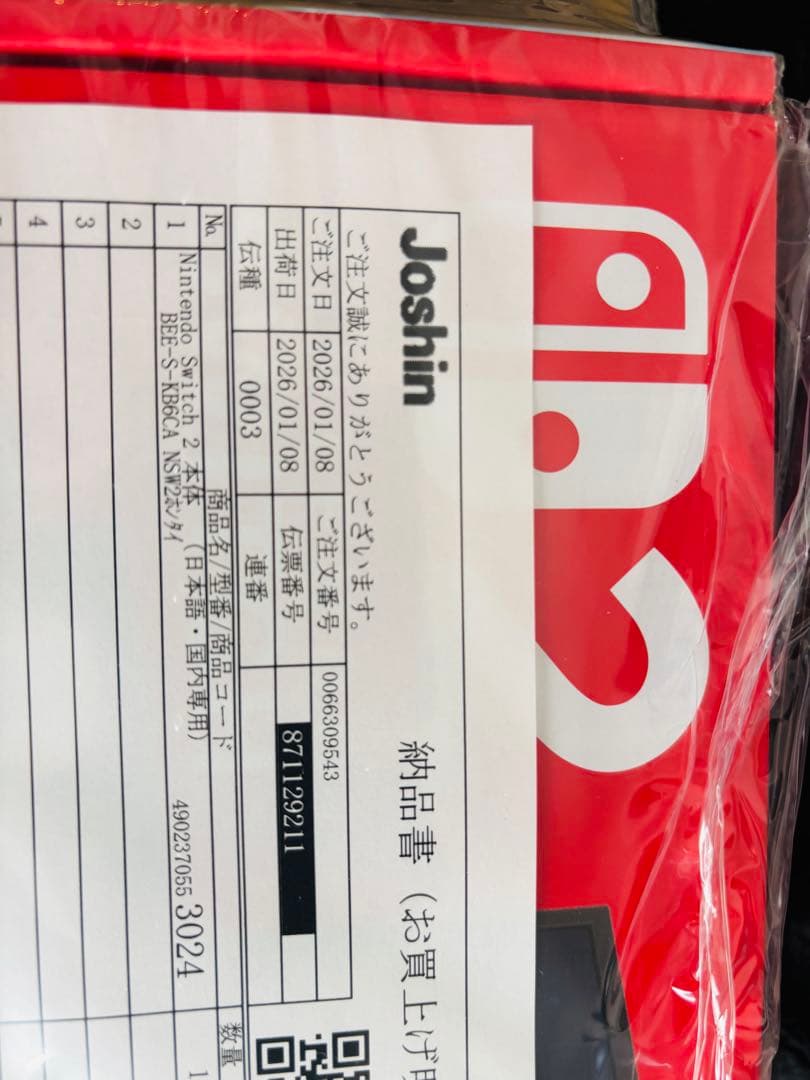 Joshin
納品書（お買上げ
ご注文誠にありがとうございます。
ご注文日 2026/01/08 ご注文番号 0066309543
出荷日 2026/01/08 伝票番号 871129211
伝種 0003 連番
No. 商品名/型番/商品コード 数量
1 Nintendo Switch 2 本体 (日本語・国内専用) 1
BEE-S-KB6CA NSW2ホンタイ 4902370553024
2
3
4
2